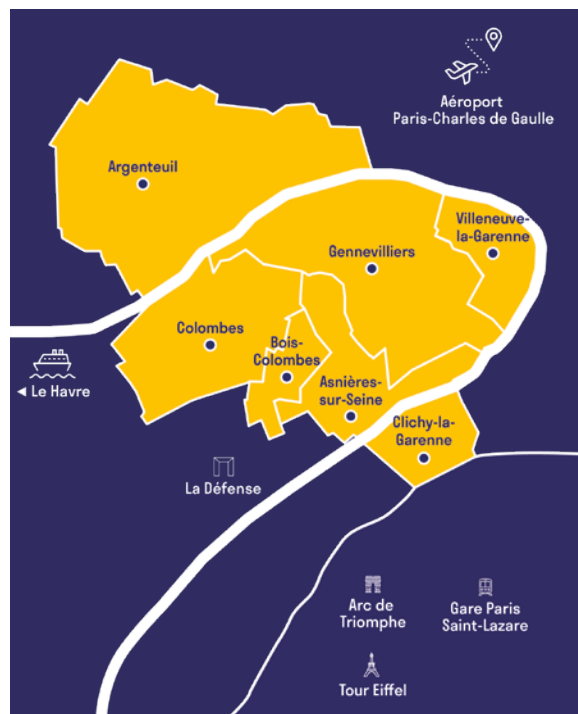 Aéroport
Paris-Charles de Gaulle
Argenteuil
Villeneuve-
la-Garenne
Gennevilliers
Colombes
Bois-
Colombes
Asnières-
sur-Seine
Clichy-la-
Garenne
◄ Le Havre
La Défense
Arc de
Triomphe
Gare Paris
Saint-Lazare
Tour Eiffel